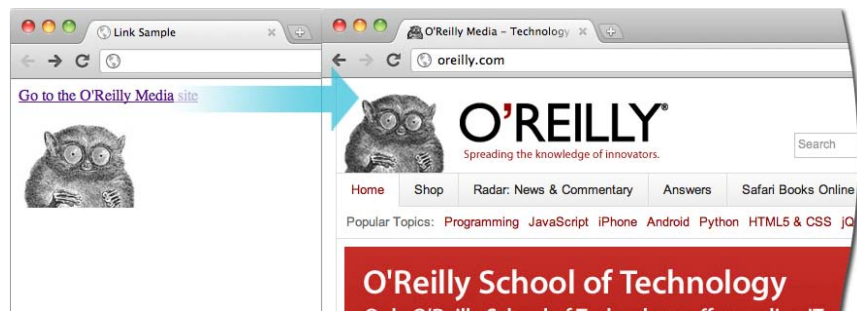 Link Sample
Go to the O'Reilly Media site
O'Reilly Media – Technology
oreilly.com
O'REILLY®
Spreading the knowledge of innovators.
Search
Home Shop Radar: News & Commentary Answers Safari Books Online
Popular Topics: Programming JavaScript iPhone Android Python HTML5 & CSS jQ
O'Reilly School of Technology